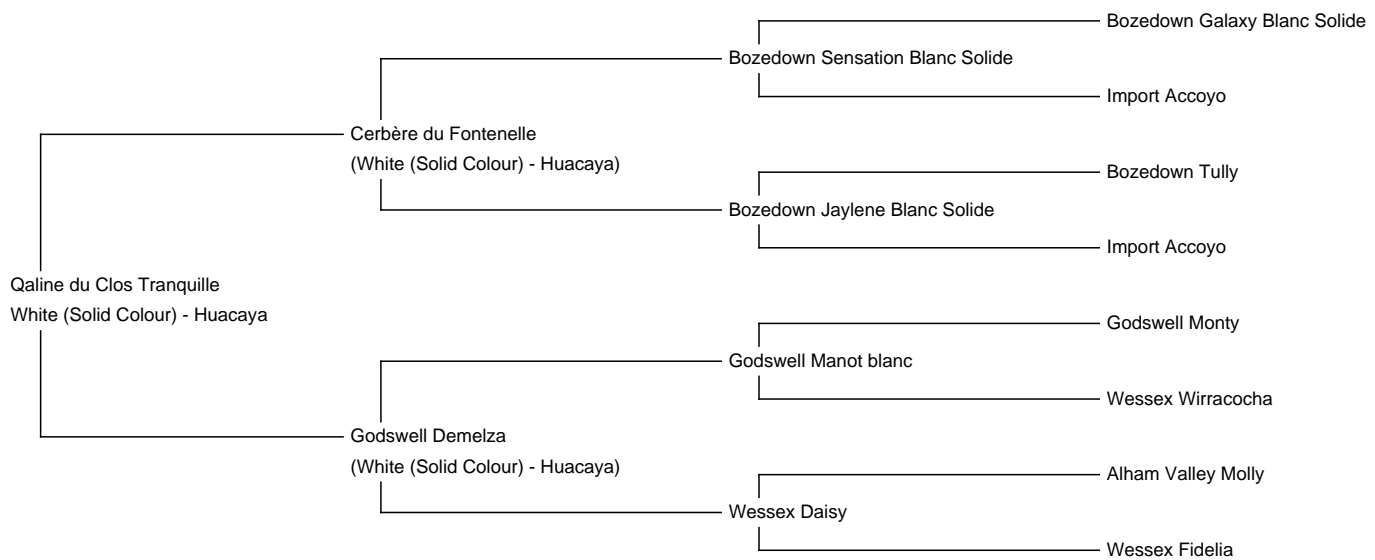 Bozedown Galaxy Blanc Solide
Bozedown Sensation Blanc Solide
Import Accoyo
Cerbère du Fontenelle
(White (Solid Colour) - Huacaya)
Bozedown Tully
Bozedown Jaylene Blanc Solide
Import Accoyo
Qaline du Clos Tranquille
White (Solid Colour) - Huacaya
Godswell Monty
Godswell Manot blanc
Wessex Wirracocha
Godswell Demelza
(White (Solid Colour) - Huacaya)
Alham Valley Molly
Wessex Daisy
Wessex Fidelia